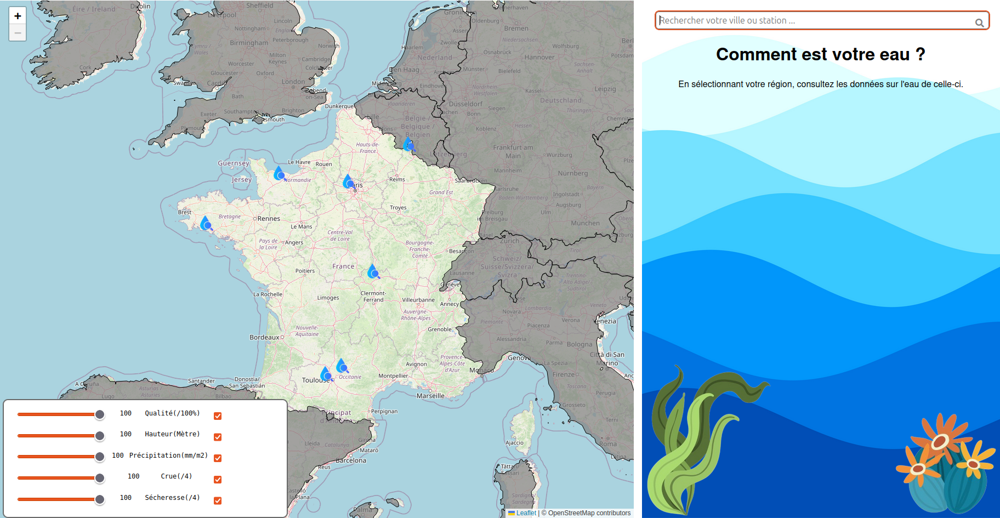 +
−
Éire / Ireland
Dublin
Cork
Sheffield
Liverpool
Lincoln
Nottingham
England
Peterborough
Norwich
Birmingham
Cymru /
Wales
Milton
Keynes
Cambridge
Worcester
Colchester
Gloucester
Oxford
Swansea
Cardiff
London
Southend-
on-Sea
Bath
Southampton
Brighton
Exeter
Portsmouth
Plymouth
Groningen
Bremerhaven
Oldenburg
Bremen
Assen
Niedersachsen
Zwolle
Wolfsburg
Haarlem
Osnabrück
Hannover
Potsdam
Nederland
Den Haag
Münster
Bielefeld
Sachsen-
Anhalt
Eindhoven
Nordrhein-
Westfalen
Kassel
Leipzig
Düsseldorf
Deutschland
Vlaanderen
Aachen
Siegen
Bonn
Thüringen
Chemnitz
Dunkerque
Lille
Mons
België /
Belgique /
Belgien
Koblenz
Hessen
Hauts-de-
France
Frankfurt am
Main
Lëtzebuerg
Würzburg
Guernsey
Le Havre
Rouen
Mannheim
Nürnberg
Jersey
Normandie
Reims
Saarbrücken
Paris
Karlsruhe
Bayern
Grand Est
Baden-Württemberg
Ingolstadt
Augsburg
Troyes
Brest
Freiburg
im Breisgau
Ulm
Bretagne
Rennes
München
Le Mans
Centre-Val
de Loire
Basel
Zürich
Pays de
la Loire
Angers
Bourgogne-
Franche-
Comté
Besançon
Tirol
Schweiz/
Suisse/Svizzera/
Svizra
France
Poitiers
Lausanne
Trentino-
Alto Adige/
Südtirol
Genève
La Rochelle
Limoges
Clermont-
Ferrand
Villeurbanne
Annecy
Veneto
Lombardia
Novara
Auvergne-
Rhône-Alpes
Piemonte
Verona
Venezia
Nouvelle-
Aquitaine
Grenoble
Piacenza
Bordeaux
Alessandria
Parma
Bologna
Provence-
Alpes-Côte
d'Azur
Avignon
Genova
La Spezia
Città di San
Marino
Monaco
Firenze
Toulouse
Occitanie
Montpellier
Toscana
Marseille
Perugia
A Coruña
Santander
Donostia/
San Sebastián
Asturias /
Asturies
Lugo
Bilbao
Grosseto
Perpignan
Terni
Lleida
Catalunya
Girona
Mataró
Barcelona
Reus
Ajaccio
Roma
Latina
Tàttari/
Sassari
Sardigna/
Sardegna
Palma
100 Qualité(/100%)
100 Hauteur(Mètre)
100 Précipitation(mm/m2)
100 Crue(/4)
100 Sécheresse(/4)
Leaflet | © OpenStreetMap contributors
Rechercher votre ville ou station ...
Comment est votre eau ?
En sélectionnant votre région, consultez les données sur l'eau de celle-ci.